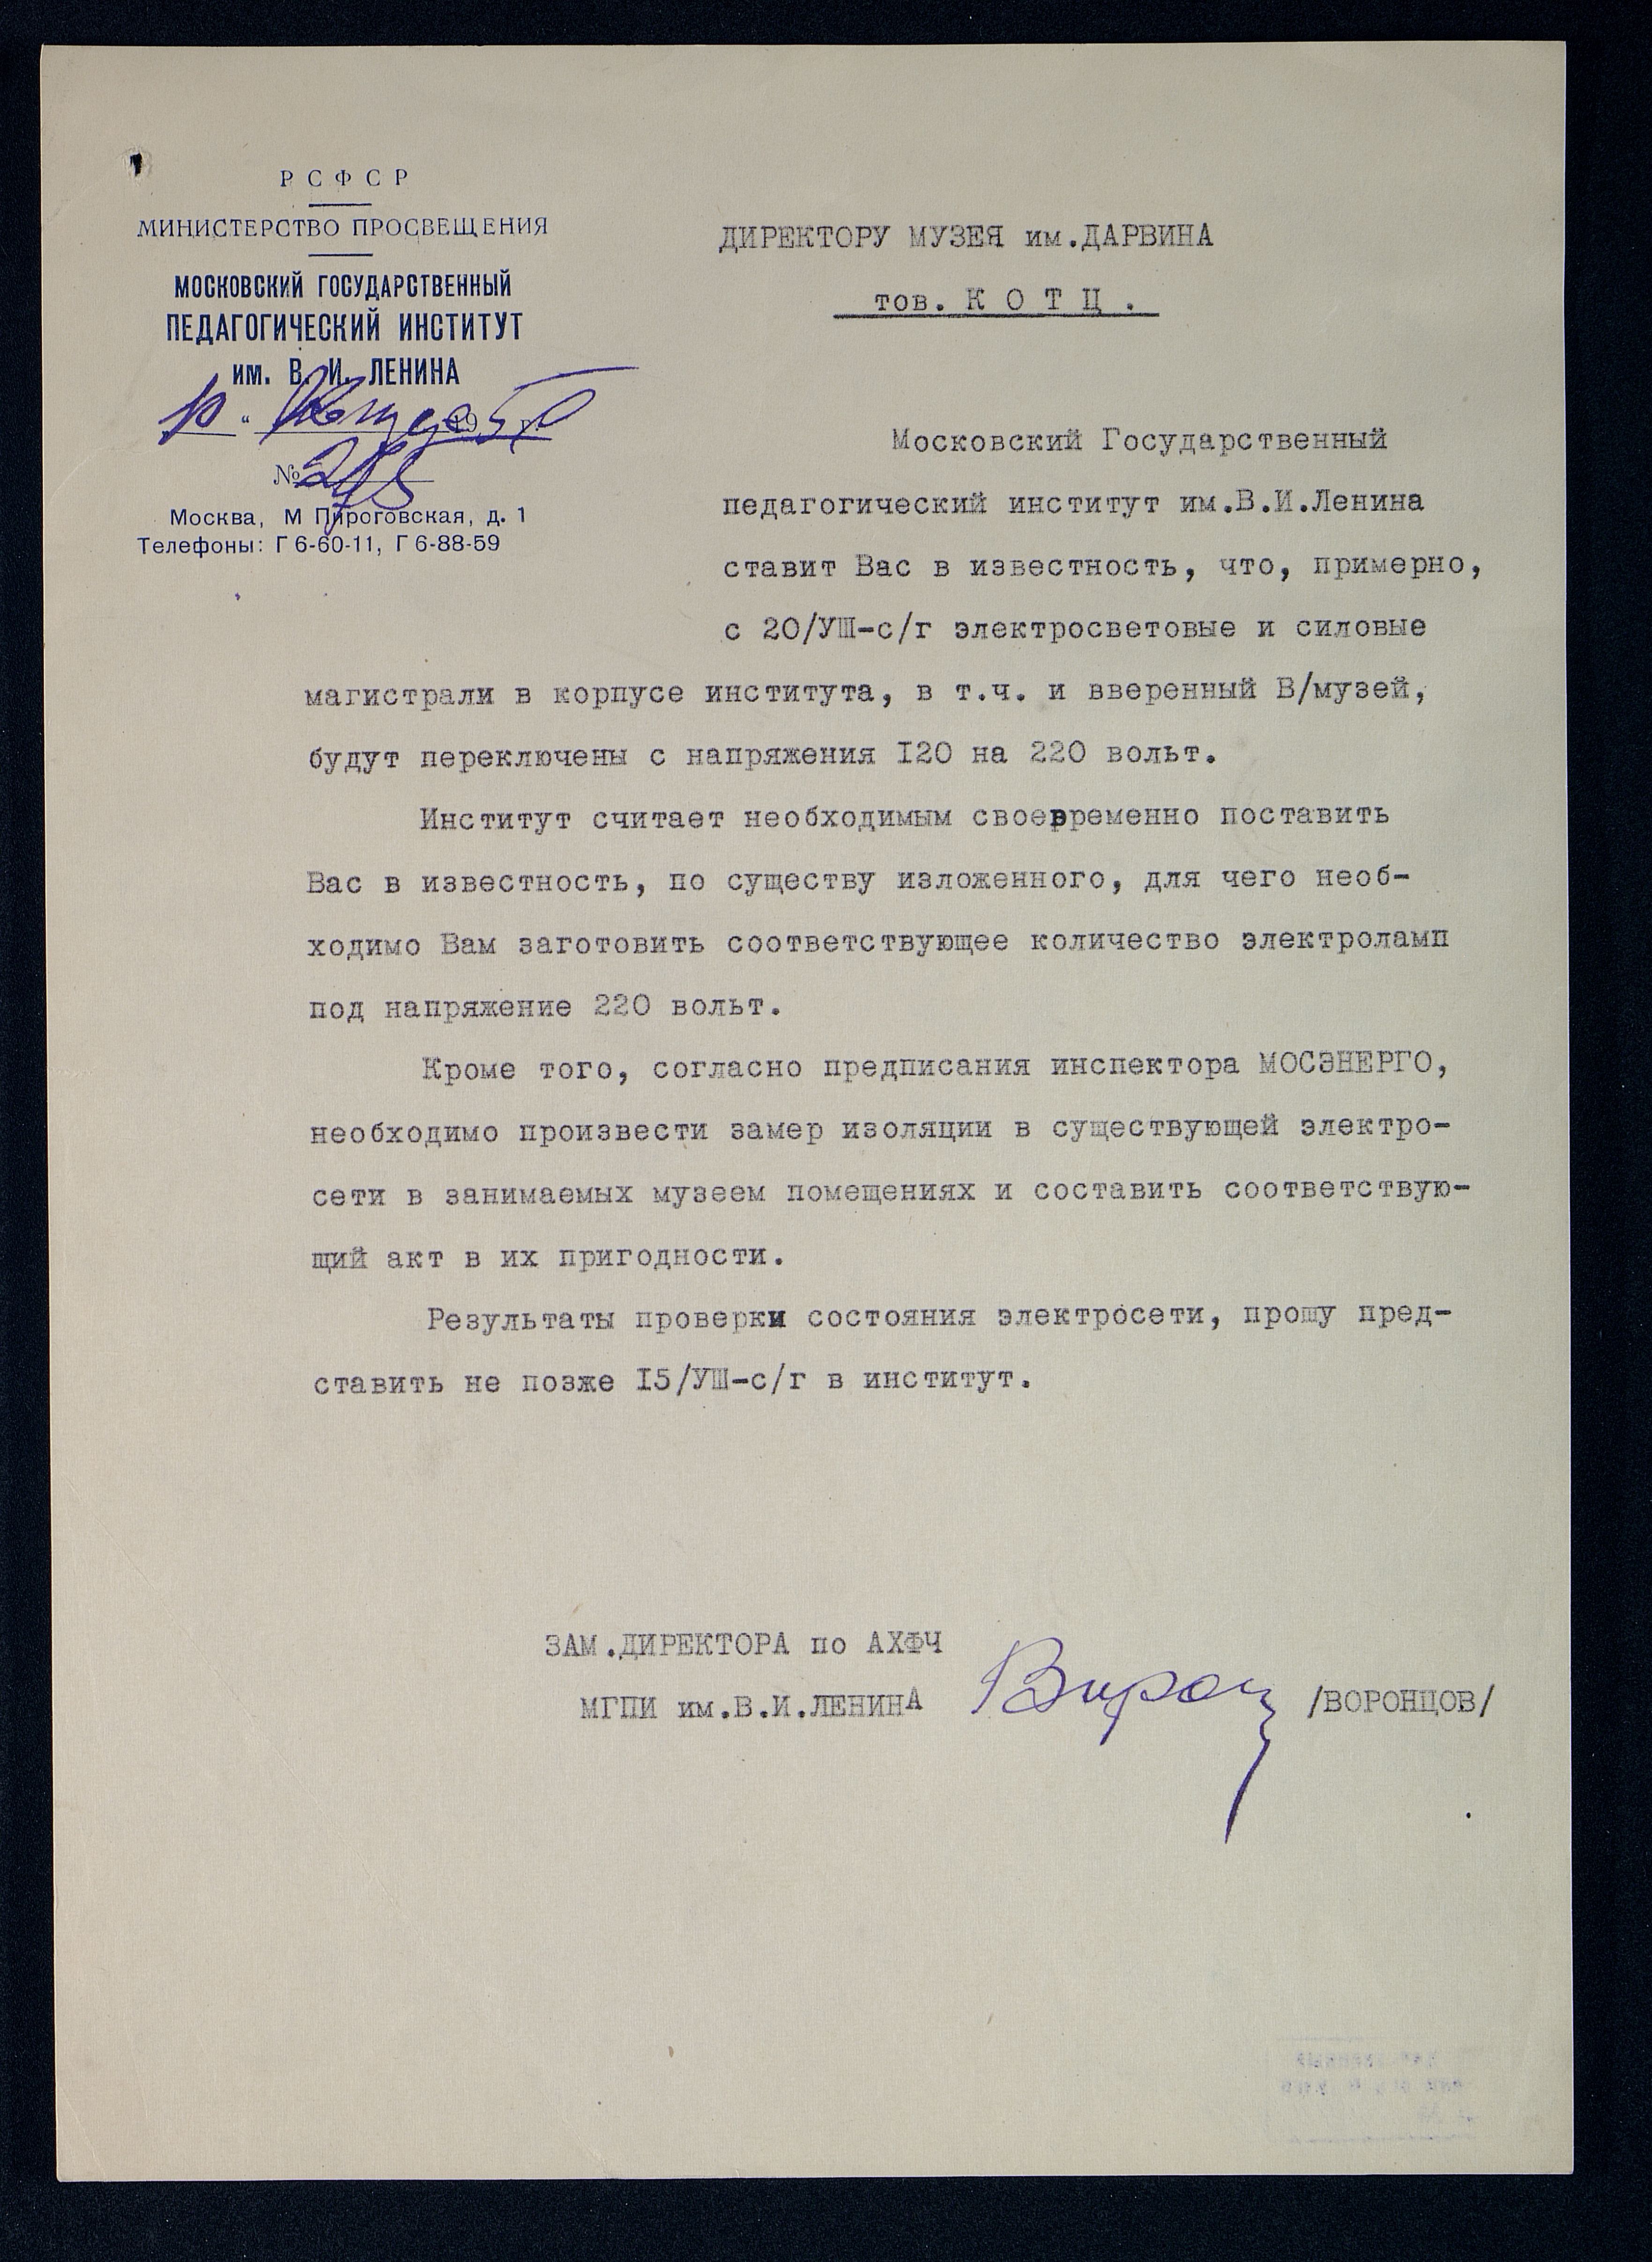 РСФСР
МИНИСТЕРСТВО ПРОСВЕЩЕНИЯ
МОСКОВСКИЙ ГОСУДАРСТВЕННЫЙ
ПЕДАГОГИЧЕСКИЙ ИНСТИТУТ
им. В. И. ЛЕНИНА
№
Москва, М Пироговская, д. 1
Телефоны: Г 6-60-11, Г 6-88-59
ДИРЕКТОРУ МУЗЕЯ им.ДАРВИНА
тов. К О Т Ц .
Московский Государственный
педагогический институт им.В.И.Ленина
ставит Вас в известность, что, примерно,
с 20/УШ-с/г электросветовые и силовые
магистрали в корпусе института, в т.ч. и вверенный В/музей,
будут переключены с напряжения I20 на 220 вольт.
Институт считает необходимым своевременно поставить
Вас в известность, по существу изложенного, для чего необ-
ходимо Вам заготовить соответствующее количество электроламп
под напряжение 220 вольт.
Кроме того, согласно предписания инспектора МОСЭНЕРГО,
необходимо произвести замер изоляции в существующей электро-
сети в занимаемых музеем помещениях и составить соответствую-
щий акт в их пригодности.
Результаты проверки состояния электросети, прошу пред-
ставить не позже I5/УШ-с/г в институт.
ЗАМ.ДИРЕКТОРА по АХФЧ
МГПИ им.В.И.ЛЕНИНА /ВОРОНЦОВ/